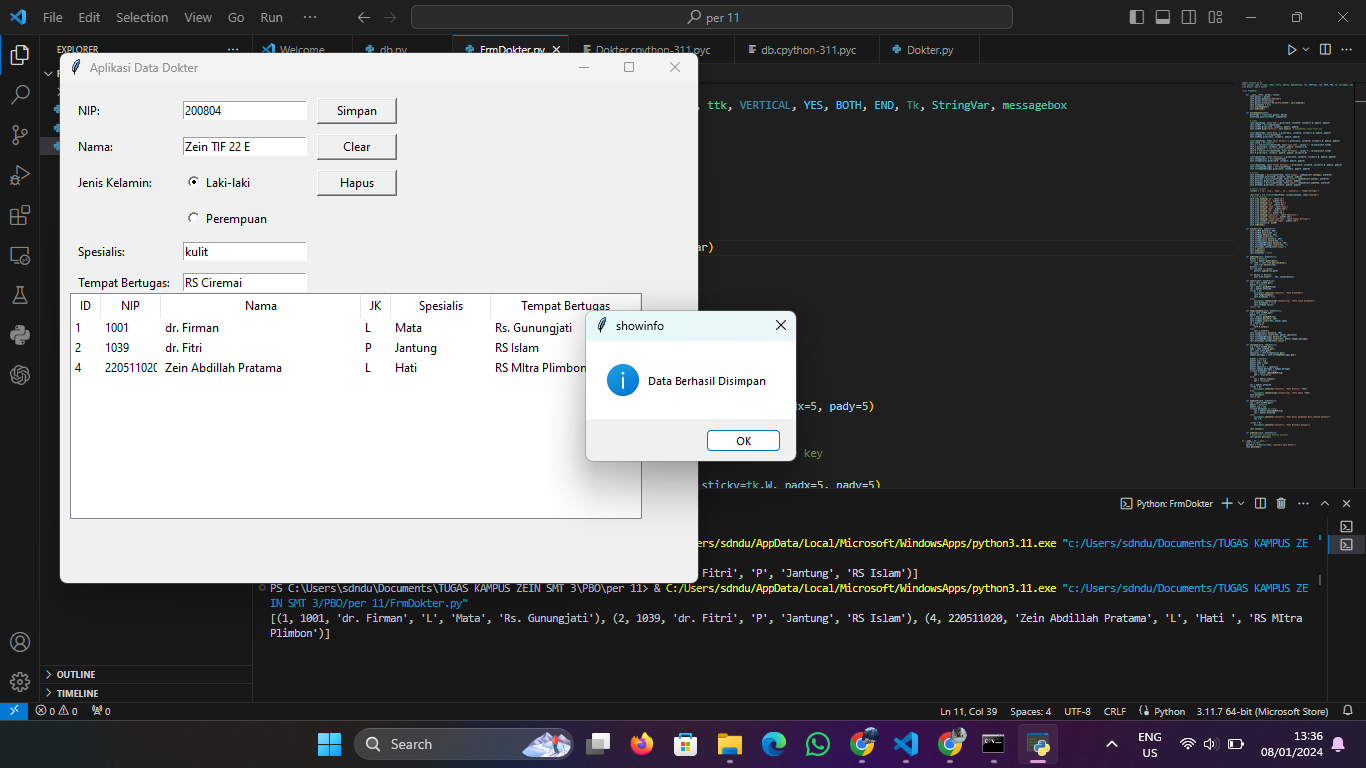 File Edit Selection View Go Run ··· per 11
EXPLORER ··· Welcome db.py FrmDokter.py Dokter.cpython-311.pyc db.cpython-311.pyc Dokter.py
Aplikasi Data Dokter
, ttk, VERTICAL, YES, BOTH, END, Tk, StringVar, messagebox
NIP: 200804 Simpan
Nama: Zein TIF 22 E Clear
Jenis Kelamin: Laki-laki Hapus
Perempuan
ar)
Spesialis: kulit
Tempat Bertugas: RS Ciremai
ID NIP Nama JK Spesialis Tempat Bertugas
1 1001 dr. Firman L Mata Rs. Gunungjati
2 1039 dr. Fitri P Jantung RS Islam
4 220511020 Zein Abdillah Pratama L Hati RS MItra Plimbon
showinfo
Data Berhasil Disimpan
OK
dx=5, pady=5)
key
sticky=tk.W, padx=5, pady=5)
Python: FrmDokter
ers/sdndu/AppData/Local/Microsoft/WindowsApps/python3.11.exe "c:/Users/sdndu/Documents/TUGAS KAMPUS ZE
Fitri', 'P', 'Jantung', 'RS Islam')]
PS C:\Users\sdndu\Documents\TUGAS KAMPUS ZEIN SMT 3\PBO\per 11> & C:/Users/sdndu/AppData/Local/Microsoft/WindowsApps/python3.11.exe "c:/Users/sdndu/Documents/TUGAS KAMPUS ZE
IN SMT 3/PBO/per 11/FrmDokter.py"
[(1, 1001, 'dr. Firman', 'L', 'Mata', 'Rs. Gunungjati'), (2, 1039, 'dr. Fitri', 'P', 'Jantung', 'RS Islam'), (4, 220511020, 'Zein Abdillah Pratama', 'L', 'Hati ', 'RS MItra
Plimbon')]
OUTLINE
TIMELINE
0 0 0 Ln 11, Col 39 Spaces: 4 UTF-8 CRLF Python 3.11.7 64-bit (Microsoft Store)
Search ENG
US
13:36
08/01/2024